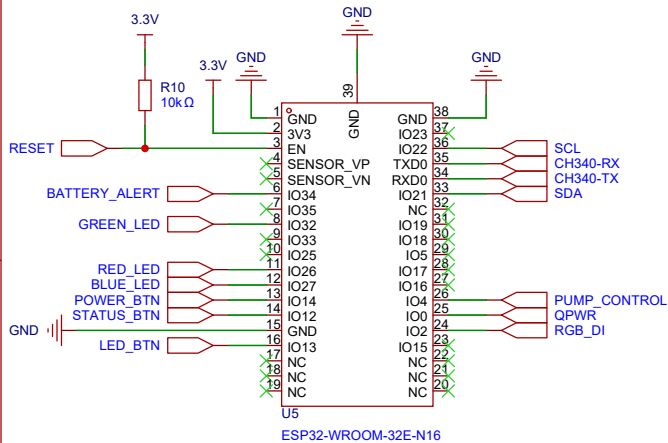 GND
3.3V
3.3V
GND
GND
R10
10kΩ
39
GND
1
GND
GND
38
2
3V3
IO23
37
RESET
3
EN
IO22
36
SCL
4
SENSOR_VP
TXD0
35
CH340-RX
5
SENSOR_VN
RXD0
34
CH340-TX
BATTERY_ALERT
6
IO34
IO21
33
SDA
7
IO35
NC
32
GREEN_LED
8
IO32
IO19
31
9
IO33
IO18
30
10
IO25
IO5
29
RED_LED
11
IO26
IO17
28
BLUE_LED
12
IO27
IO16
27
POWER_BTN
13
IO14
IO4
26
PUMP_CONTROL
STATUS_BTN
14
IO12
IO0
25
QPWR
GND
15
GND
IO2
24
RGB_DI
LED_BTN
16
IO13
IO15
23
17
NC
NC
22
18
NC
NC
21
19
NC
NC
20
U5
ESP32-WROOM-32E-N16